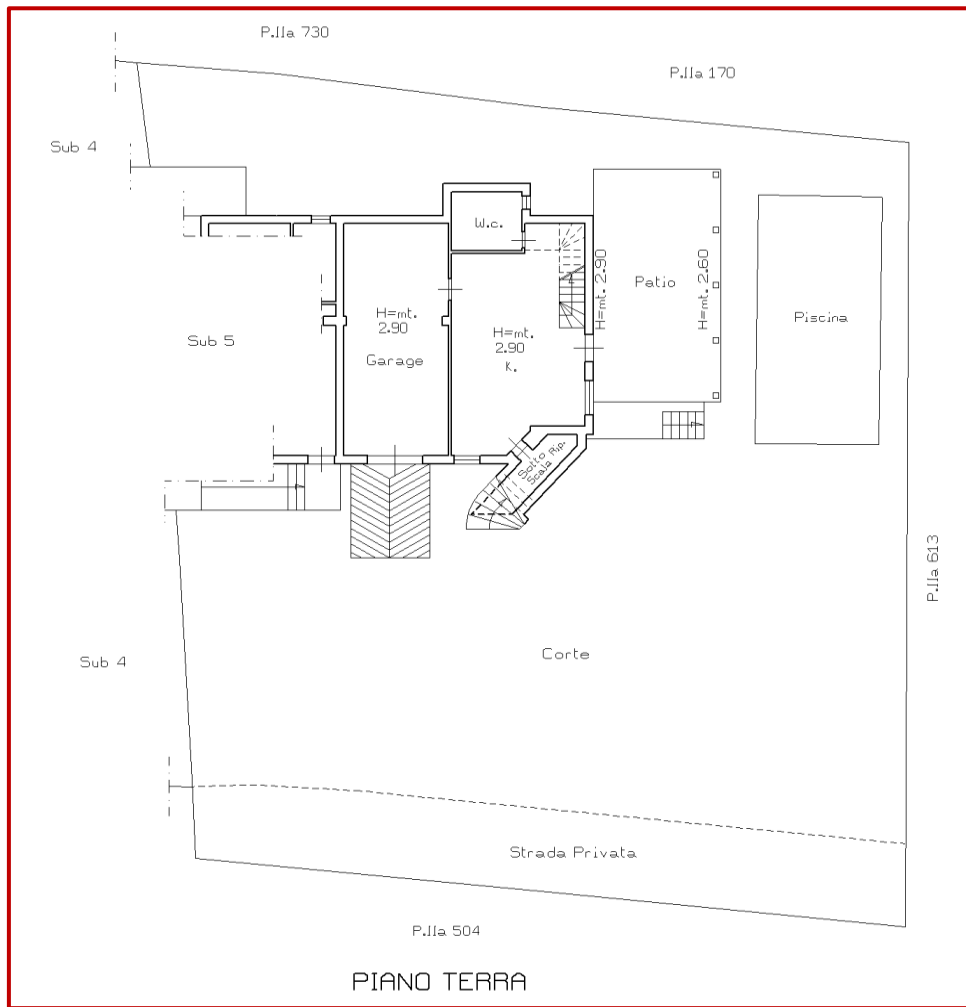 P.lla 730
P.lla 170
Sub 4
W.c.
H=mt. 2.90
Patio
H=mt. 2.60
Piscina
H=mt.
2.90
Garage
H=mt.
2.90
K.
Sub 5
Sotto
Scala Rip.
P.lla 613
Sub 4
Corte
Strada Privata
P.lla 504
PIANO TERRA